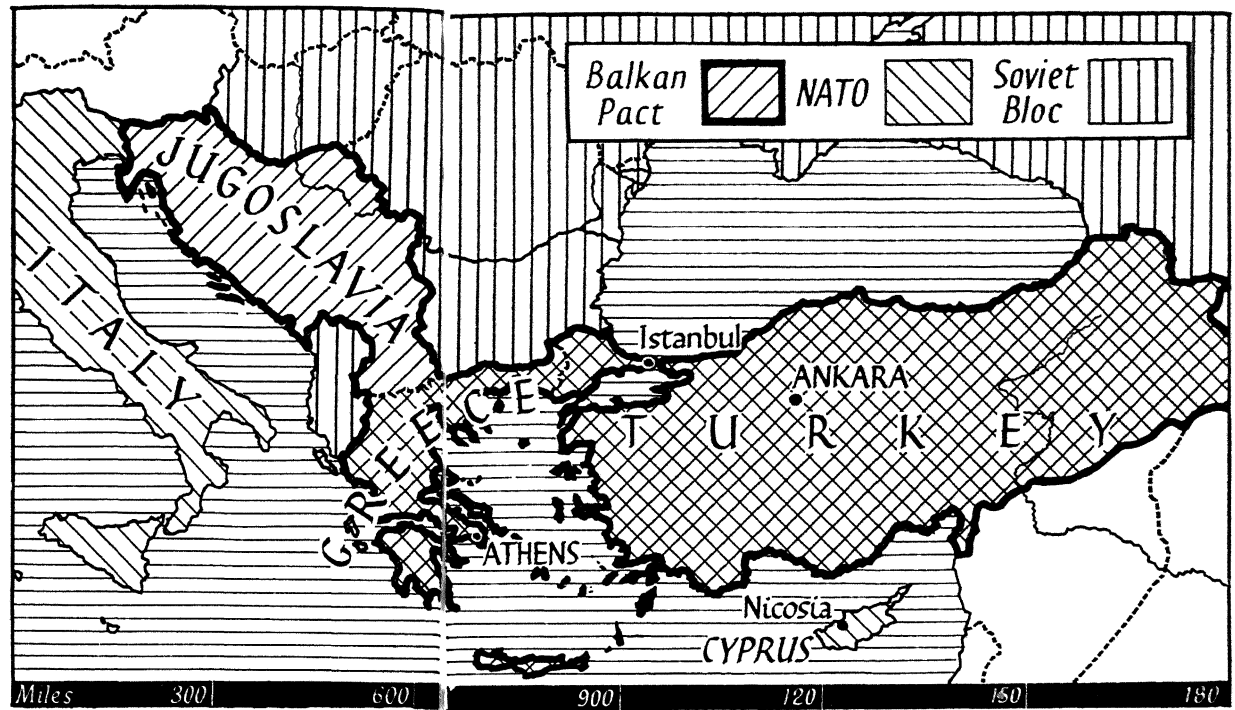 Balkan
Pact
NATO
Soviet
Bloc
JUGOSLAVIA
ITALY
Istanbul
ANKARA
GREECE
TURKEY
ATHENS
Nicosia
CYPRUS
Miles 300 600 900 120 150 180